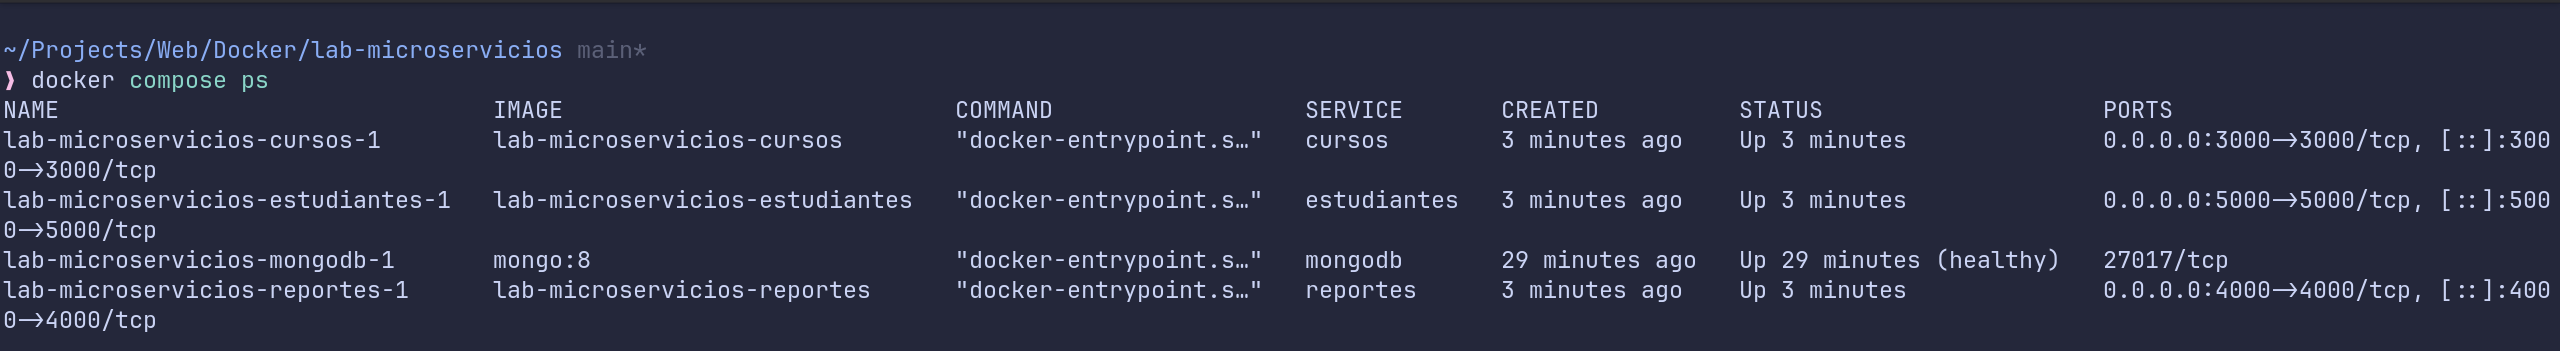 ~/Projects/Web/Docker/lab-microservicios main*
❯ docker compose ps
NAME IMAGE COMMAND SERVICE CREATED STATUS PORTS
lab-microservicios-cursos-1 lab-microservicios-cursos "docker-entrypoint.s…" cursos 3 minutes ago Up 3 minutes 0.0.0.0:3000->3000/tcp, [::]:300
0->3000/tcp
lab-microservicios-estudiantes-1 lab-microservicios-estudiantes "docker-entrypoint.s…" estudiantes 3 minutes ago Up 3 minutes 0.0.0.0:5000->5000/tcp, [::]:500
0->5000/tcp
lab-microservicios-mongodb-1 mongo:8 "docker-entrypoint.s…" mongodb 29 minutes ago Up 29 minutes (healthy) 27017/tcp
lab-microservicios-reportes-1 lab-microservicios-reportes "docker-entrypoint.s…" reportes 3 minutes ago Up 3 minutes 0.0.0.0:4000->4000/tcp, [::]:400
0->4000/tcp